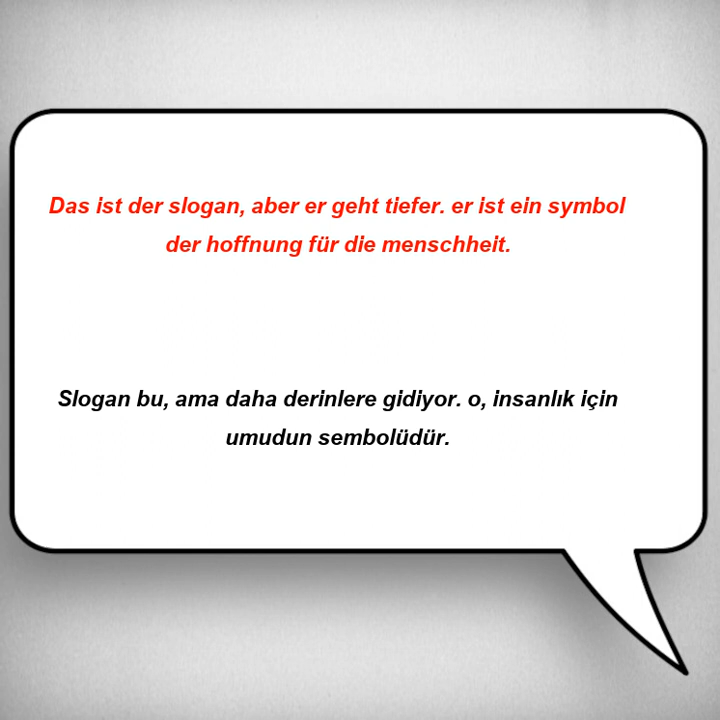 Das ist der slogan, aber er geht tiefer. er ist ein symbol
der hoffnung für die menschheit.
Slogan bu, ama daha derinlere gidiyor. o, insanlık için
umudun sembolüdür.